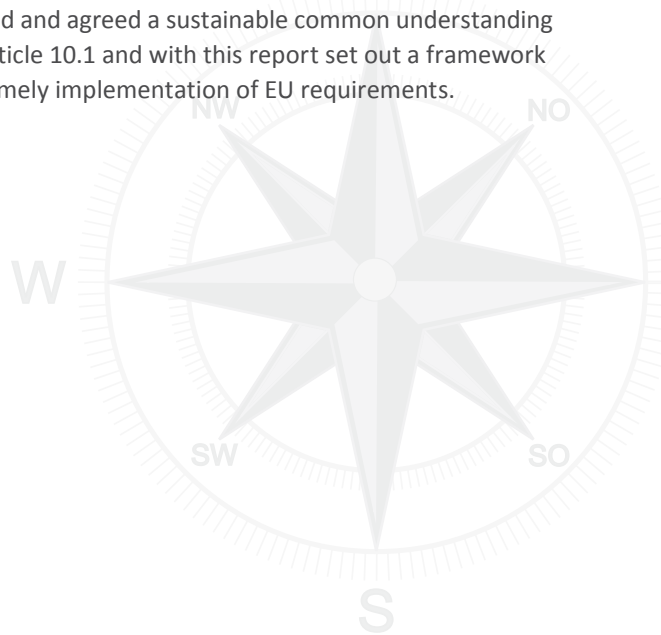 d and agreed a sustainable common understanding
ticle 10.1 and with this report set out a framework
mely implementation of EU requirements.
NW NO
W
SW SO
S